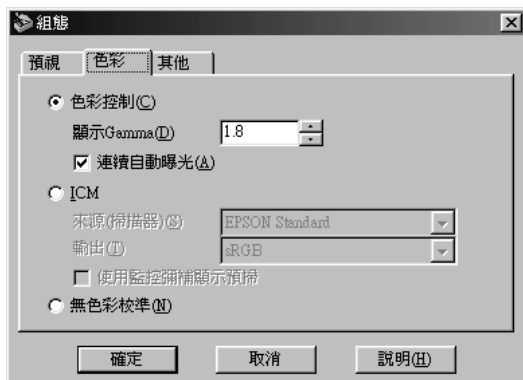 組態
預視 色彩 其他
色彩控制(C)
顯示Gamma(D) 1.8
連續自動曝光(A)
ICM
來源(掃描器)(S) EPSON Standard
輸出(T) sRGB
使用監控彌補顯示預掃
無色彩校準(N)
確定 取消 說明(H)